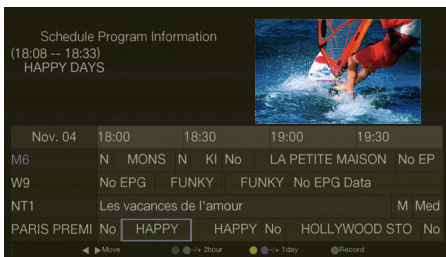 Schedule Program Information
(18:08 -- 18:33)
HAPPY DAYS
Nov. 04 18:00 18:30 19:00 19:30
M6 N MONS N KI No LA PETITE MAISON No EP
W9 No EPG FUNKY FUNKY No EPG Data
NT1 Les vacances de l'amour M Med
PARIS PREMI No HAPPY HAPPY No HOLLYWOOD STO No
Move -/+ 2hour -/+ 1day Record